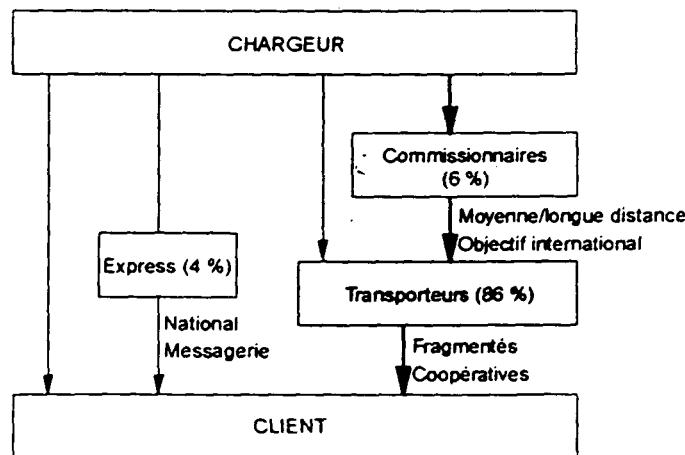 CHARGEUR
Commissionnaires
(6 %)
Moyenne/longue distance
Objectif international
Express (4 %)
Transporteurs (86 %)
National
Messagerie
Fragmentés
Coopératives
CLIENT